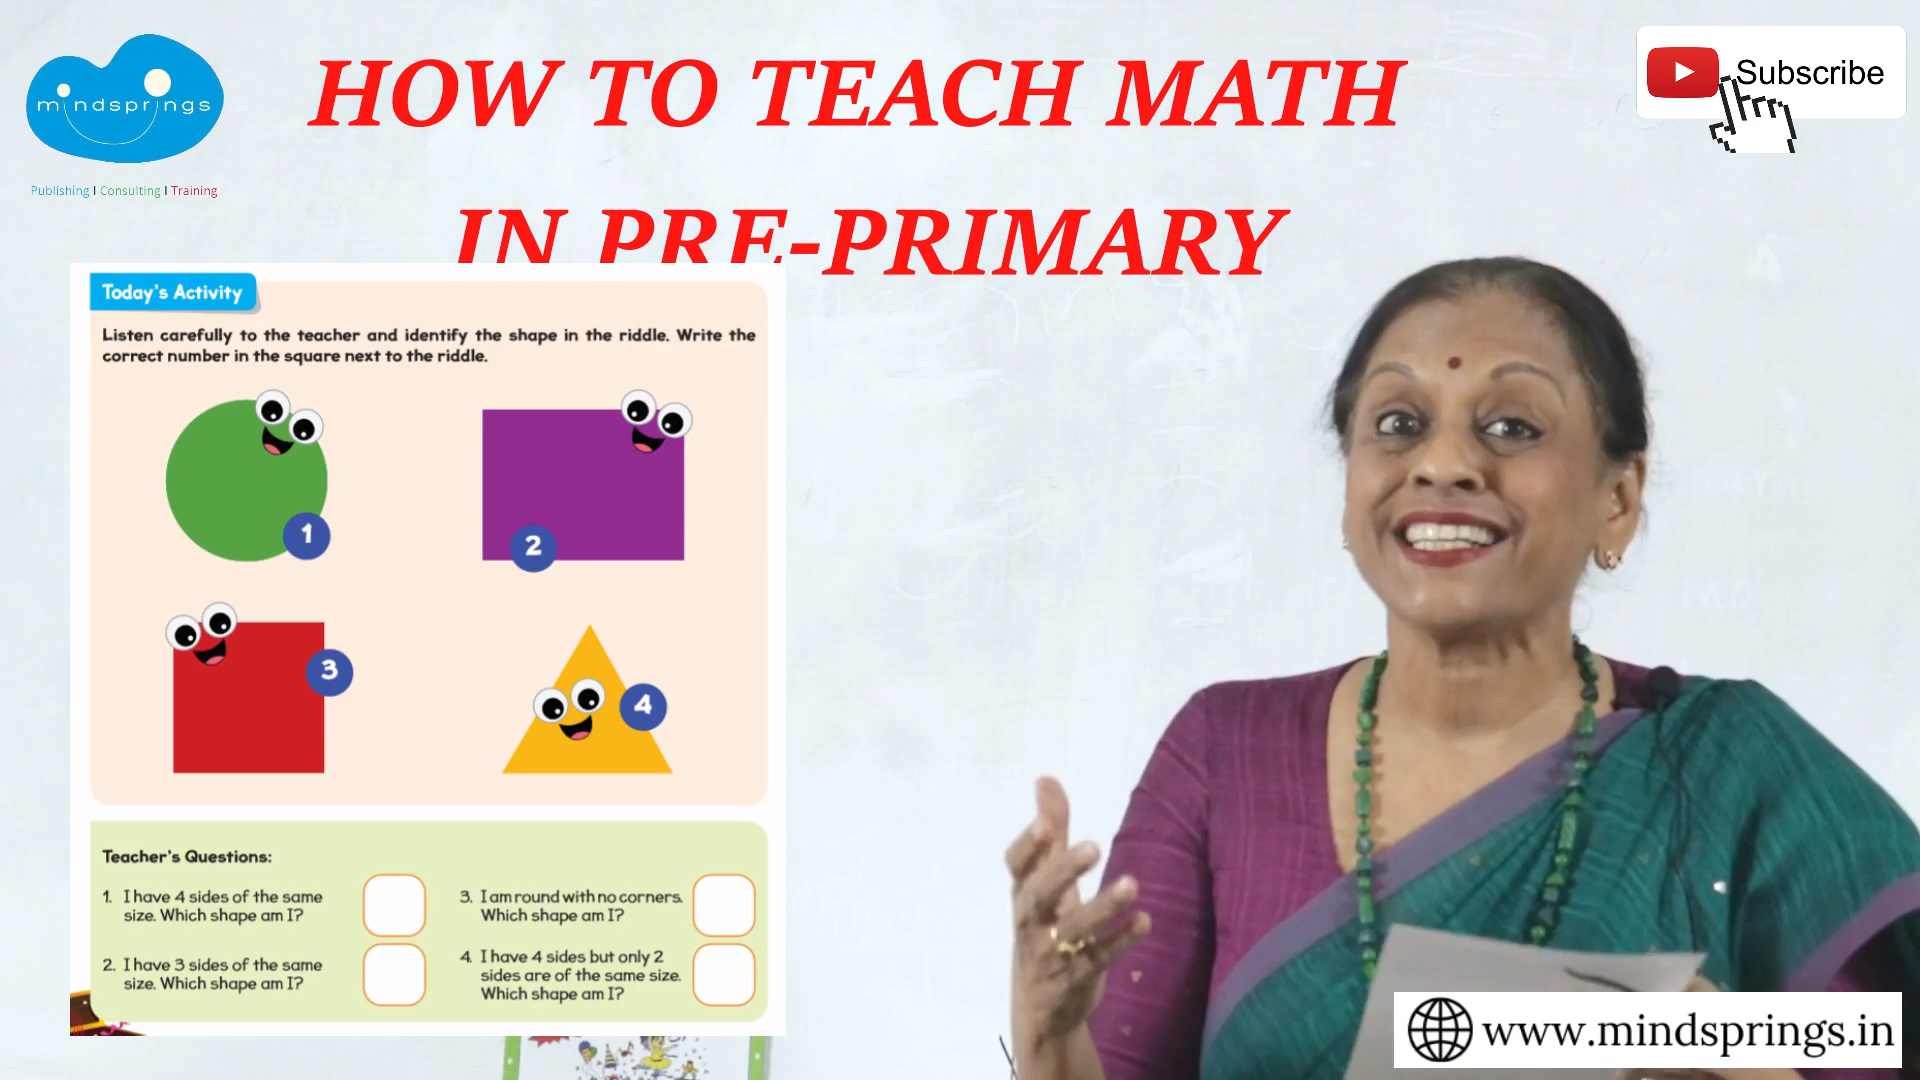 mindsprings
Publishing I Consulting I Training
HOW TO TEACH MATH
IN PRE-PRIMARY
Subscribe
Today's Activity
Listen carefully to the teacher and identify the shape in the riddle. Write the
correct number in the square next to the riddle.
1
2
3
4
Teacher's Questions:
1. I have 4 sides of the same
size. Which shape am I?
2. I have 3 sides of the same
size. Which shape am I?
3. I am round with no corners.
Which shape am I?
4. I have 4 sides but only 2
sides are of the same size.
Which shape am I?
www.mindsprings.in